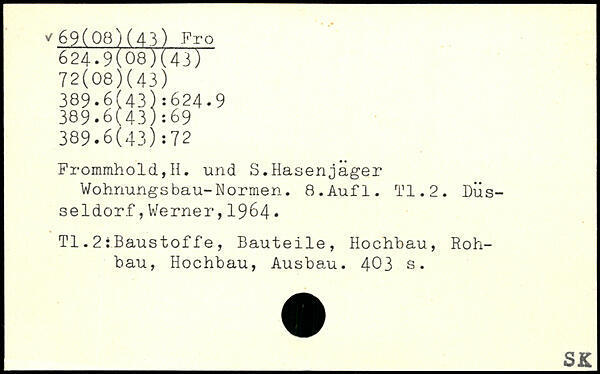 v 69(08)(43) Fro
624.9(08)(43)
72(08)(43)
389.6(43):624.9
389.6(43):69
389.6(43):72
Frommhold,H. und S.Hasenjäger
Wohnungsbau-Normen. 8.Aufl. Tl.2. Düs-
seldorf,Werner,1964.
Tl.2:Baustoffe, Bauteile, Hochbau, Roh-
bau, Hochbau, Ausbau. 403 s.
SK